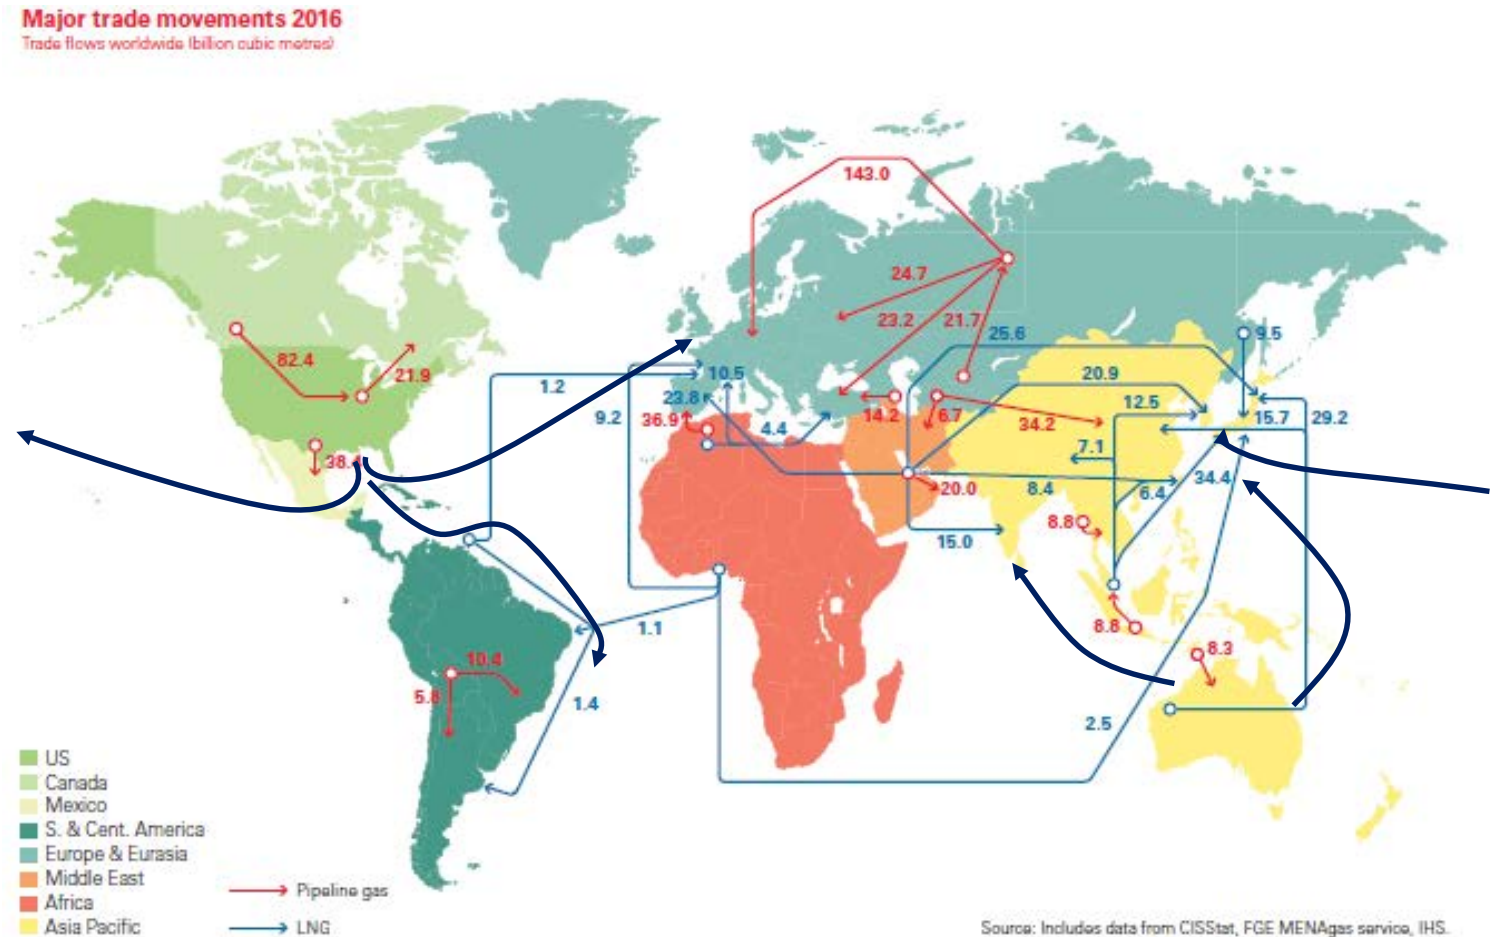 Major trade movements 2016
Trade flows worldwide (billion cubic metres)
143.0
24.7
23.2
21.7
25.6
9.5
82.4
21.9
1.2
10.5
20.9
23.8
12.5
9.2
36.9
14.2
6.7
34.2
15.7
29.2
4.4
7.1
38.4
20.0
8.4
6.4
34.4
8.8
15.0
1.1
8.8
10.4
8.3
5.8
1.4
2.5
US
Canada
Mexico
S. & Cent. America
Europe & Eurasia
Middle East
Africa
Asia Pacific
Pipeline gas
LNG
Source: Includes data from CISStat, FGE MENAgas service, IHS.